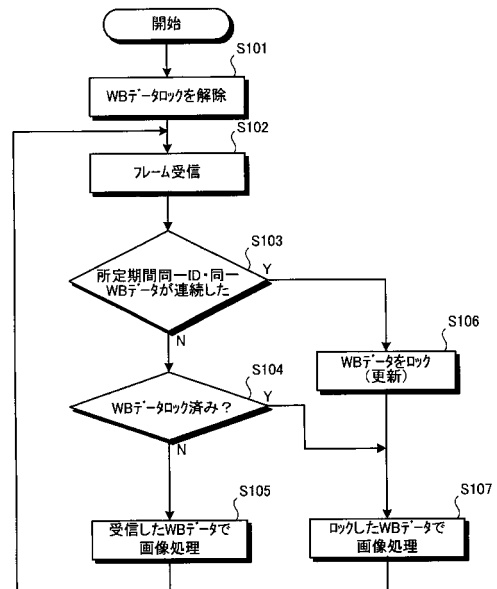 開始
S101
WBデータロックを解除
S102
フレーム受信
S103
所定期間同一ID・同一
WBデータが連続した
Y
N
S106
WBデータをロック
(更新)
S104
WBデータロック済み？
Y
N
S105
受信したWBデータで
画像処理
S107
ロックしたWBデータで
画像処理